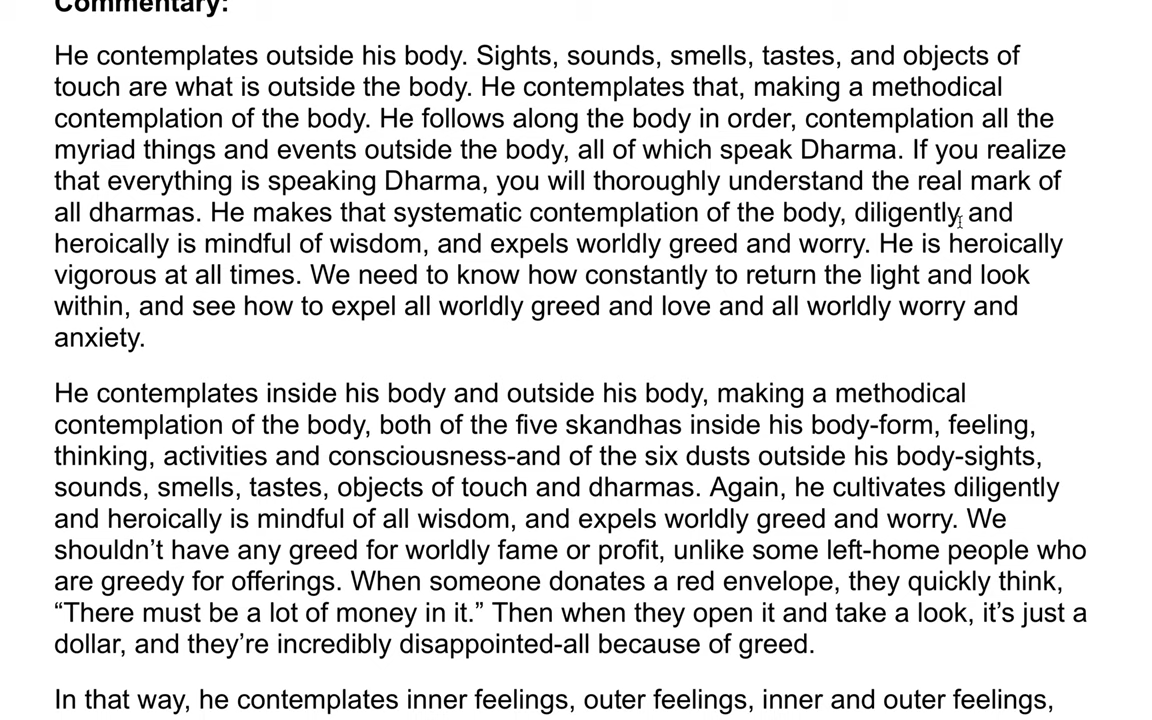 Commentary:
He contemplates outside his body. Sights, sounds, smells, tastes, and objects of
touch are what is outside the body. He contemplates that, making a methodical
contemplation of the body. He follows along the body in order, contemplation all the
myriad things and events outside the body, all of which speak Dharma. If you realize
that everything is speaking Dharma, you will thoroughly understand the real mark of
all dharmas. He makes that systematic contemplation of the body, diligently and
heroically is mindful of wisdom, and expels worldly greed and worry. He is heroically
vigorous at all times. We need to know how constantly to return the light and look
within, and see how to expel all worldly greed and love and all worldly worry and
anxiety.
He contemplates inside his body and outside his body, making a methodical
contemplation of the body, both of the five skandhas inside his body-form, feeling,
thinking, activities and consciousness-and of the six dusts outside his body-sights,
sounds, smells, tastes, objects of touch and dharmas. Again, he cultivates diligently
and heroically is mindful of all wisdom, and expels worldly greed and worry. We
shouldn’t have any greed for worldly fame or profit, unlike some left-home people who
are greedy for offerings. When someone donates a red envelope, they quickly think,
“There must be a lot of money in it.” Then when they open it and take a look, it’s just a
dollar, and they’re incredibly disappointed-all because of greed.
In that way, he contemplates inner feelings, outer feelings, inner and outer feelings,